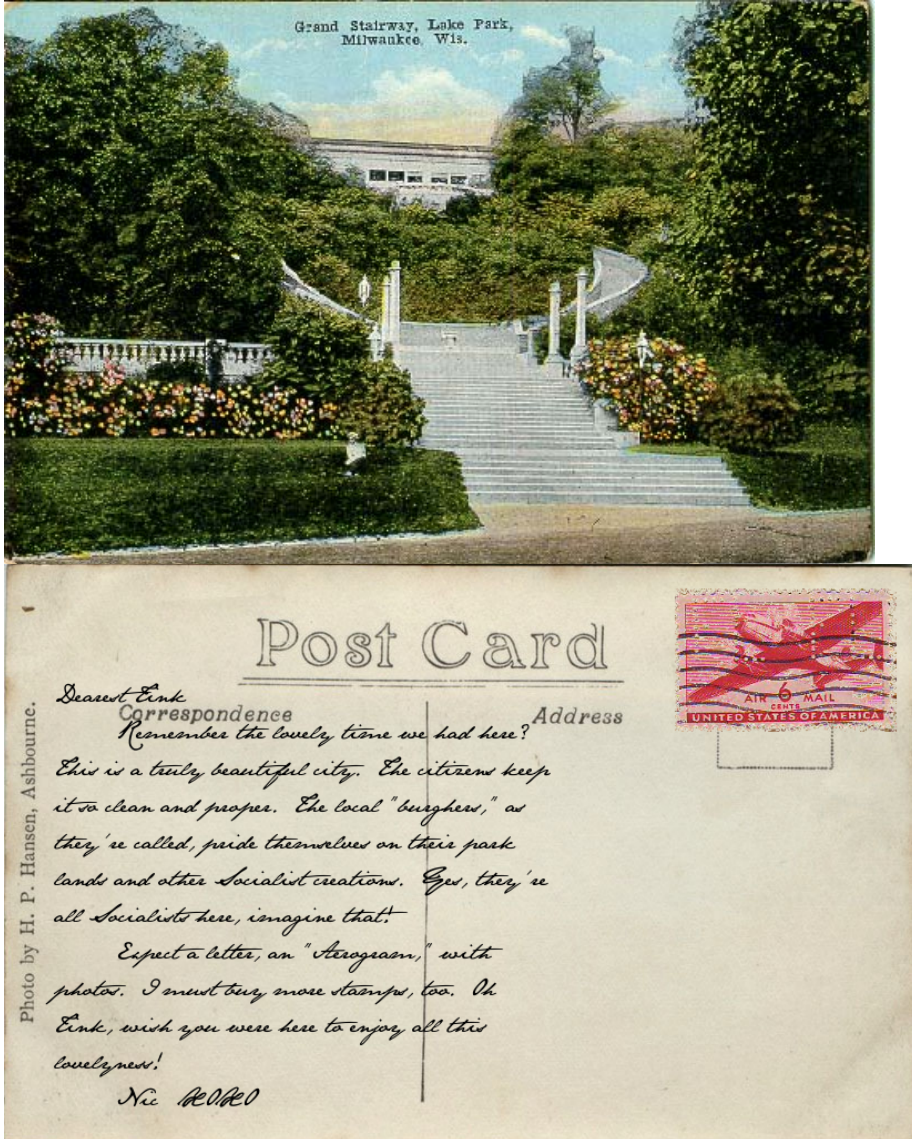 Grand Stairway, Lake Park,
Milwaukee, Wis.
Post Card
AIR 6 MAIL
CENTS
UNITED STATES OF AMERICA
Correspondence
Address
Photo by H. P. Hansen, Ashbourne.
Dearest Tink
Remember the lovely time we had here?
This is a truly beautiful city. The citizens keep
it so clean and proper. The local "burghers," as
they're called, pride themselves on their park
lands and other Socialist creations. Yes, they're
all Socialists here, imagine that!
Expect a letter, an "Aerogram," with
photos. I must buy more stamps, too. Oh
Tink, wish you were here to enjoy all this
lovelyness!
Nic XOXO